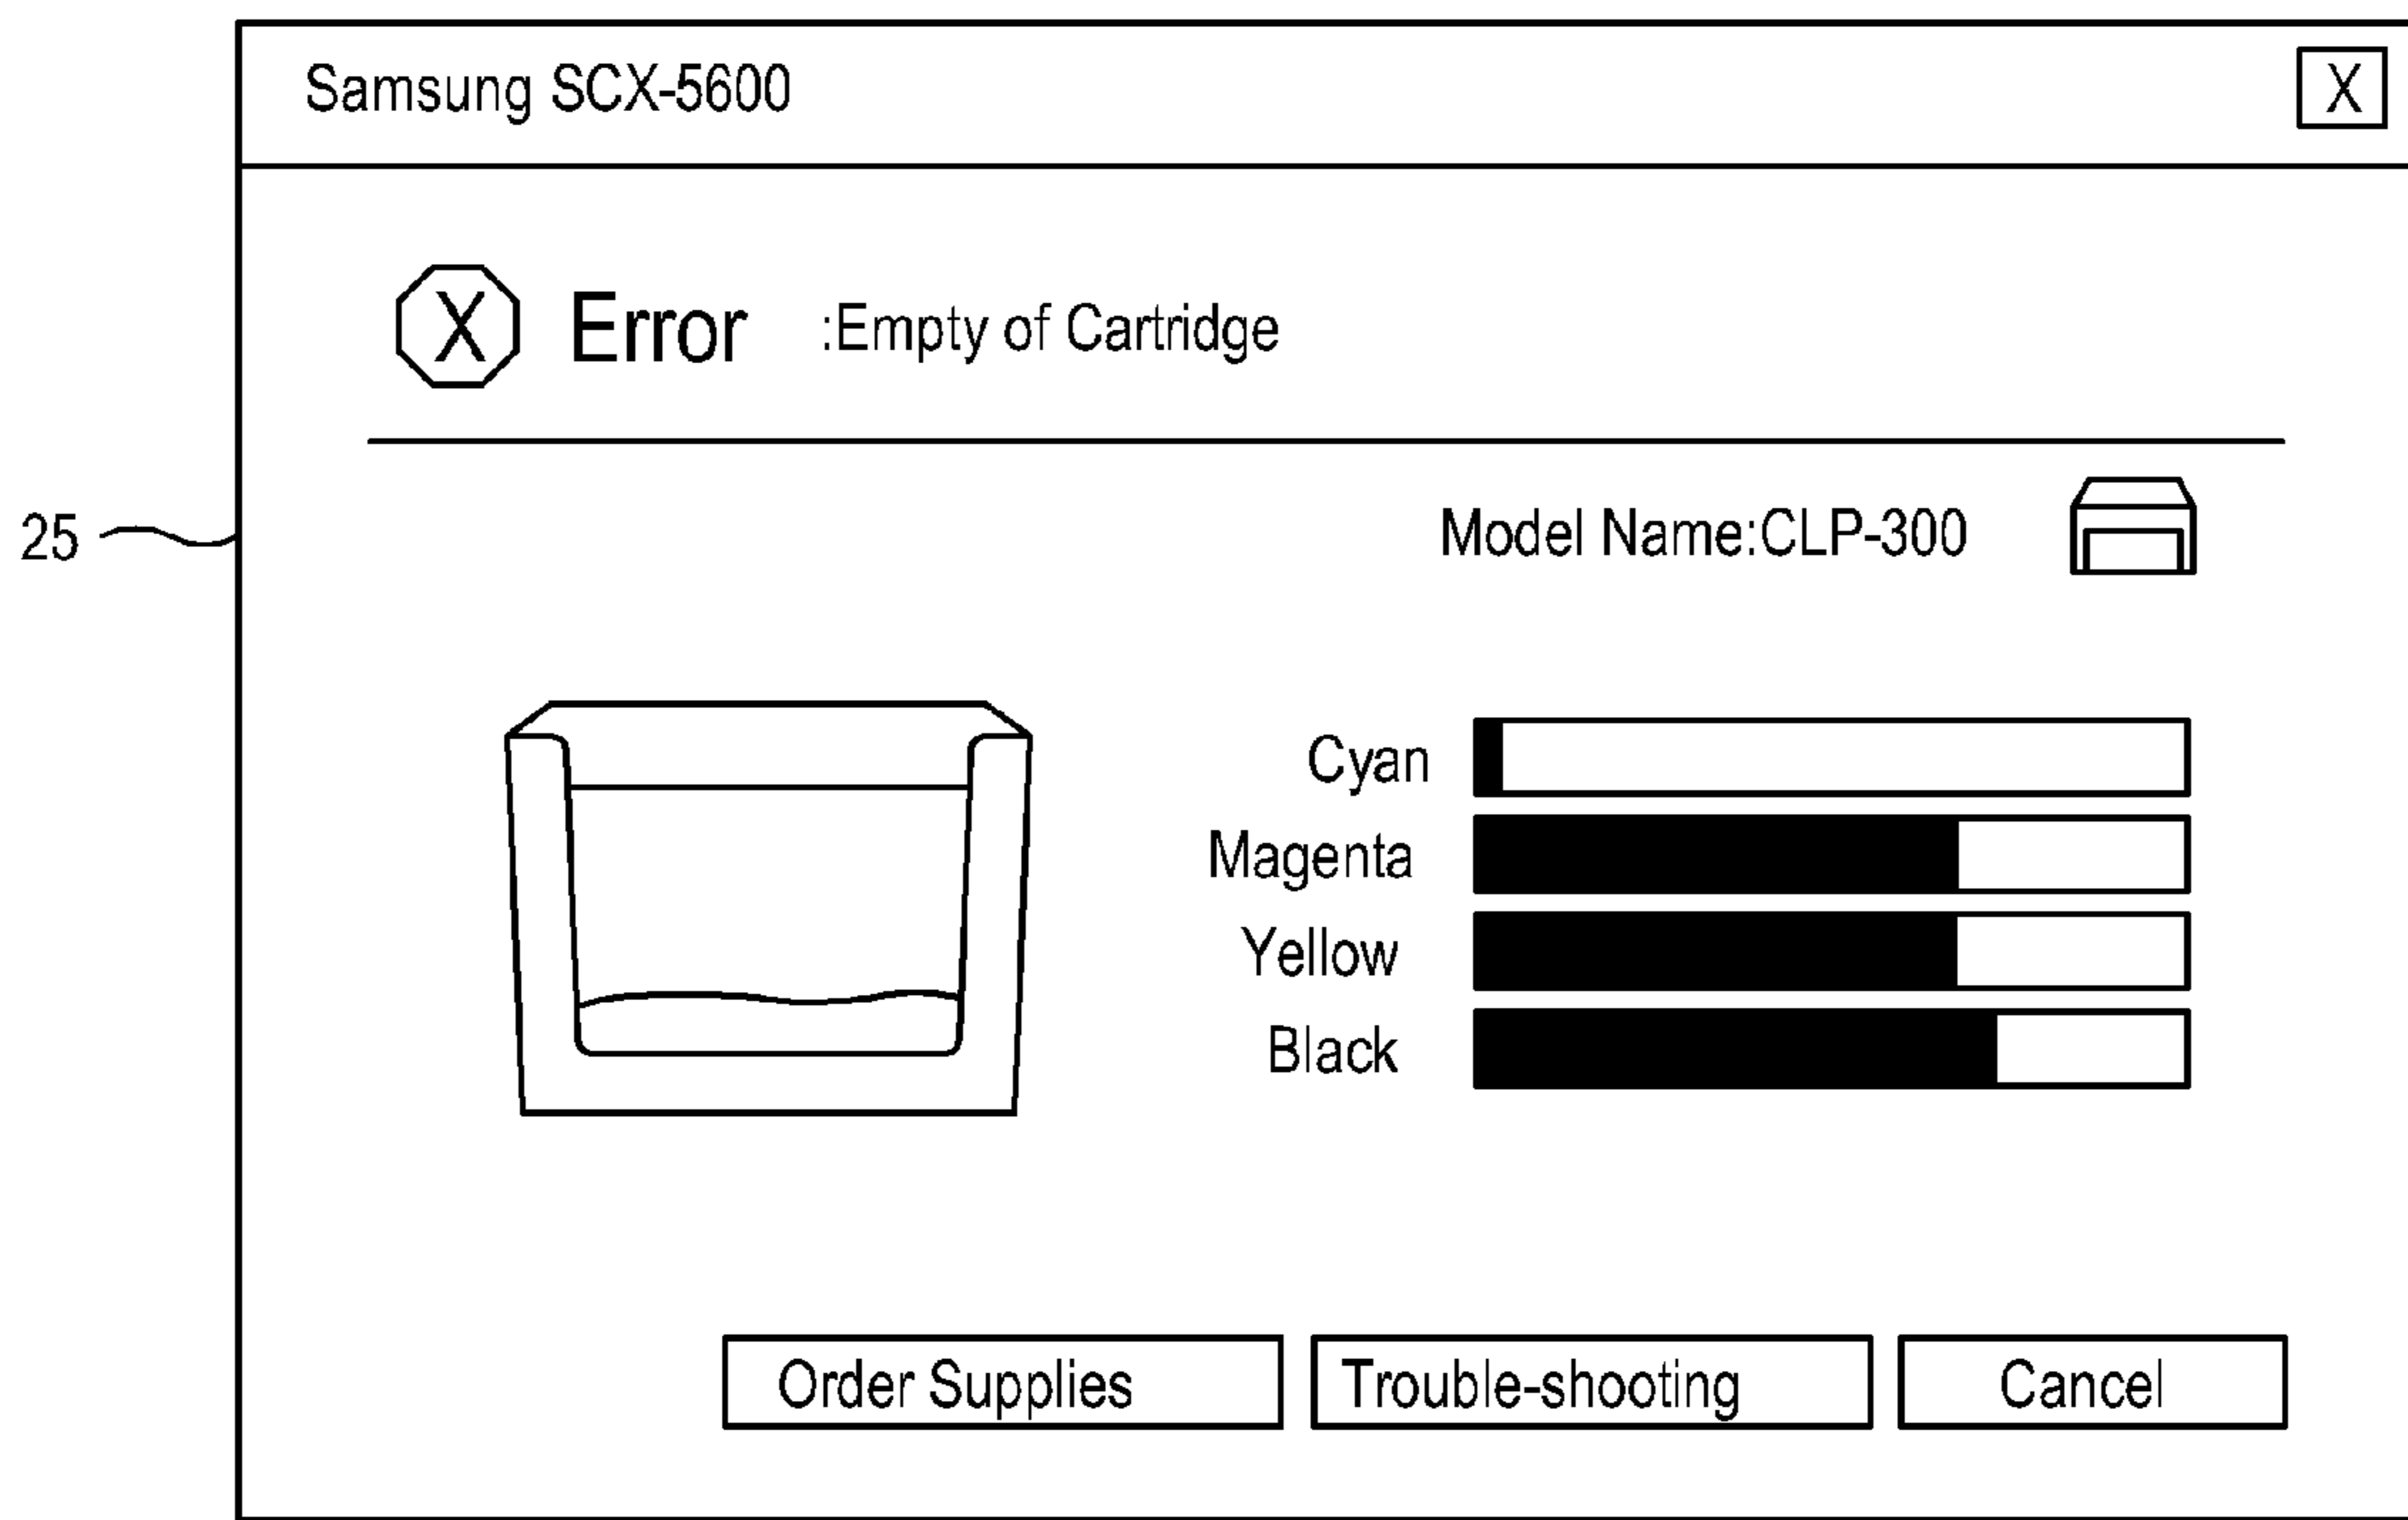 Samsung SCX-5600 X
X Error :Empty of Cartridge
25
Model Name:CLP-300
Cyan
Magenta
Yellow
Black
Order Supplies Trouble-shooting Cancel